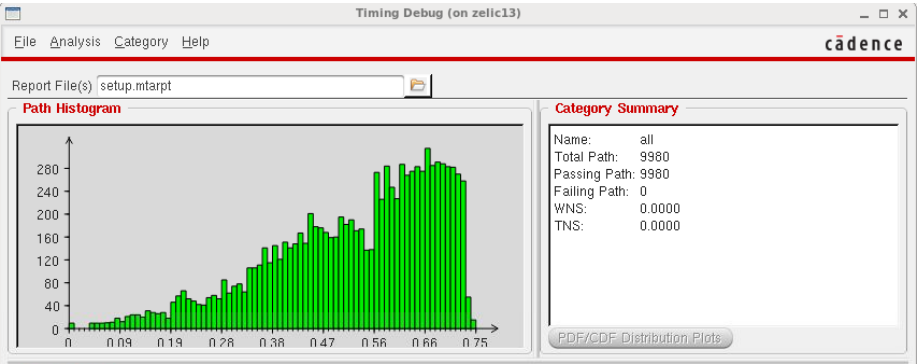 Timing Debug (on zelic13)
File Analysis Category Help
cādence
Report File(s) setup.mtarpt
Path Histogram
280
240
200
160
120
80
40
0
0 0.09 0.19 0.28 0.38 0.47 0.56 0.66 0.75
Category Summary
Name: all
Total Path: 9980
Passing Path: 9980
Failing Path: 0
WNS: 0.0000
TNS: 0.0000
PDF/CDF Distribution Plots